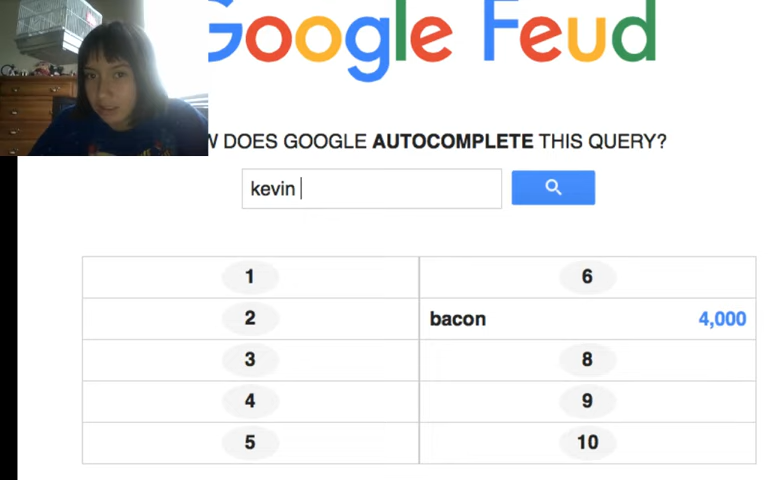 Google Feud
W DOES GOOGLE AUTOCOMPLETE THIS QUERY?
kevin
1 6
2 bacon 4,000
3 8
4 9
5 10